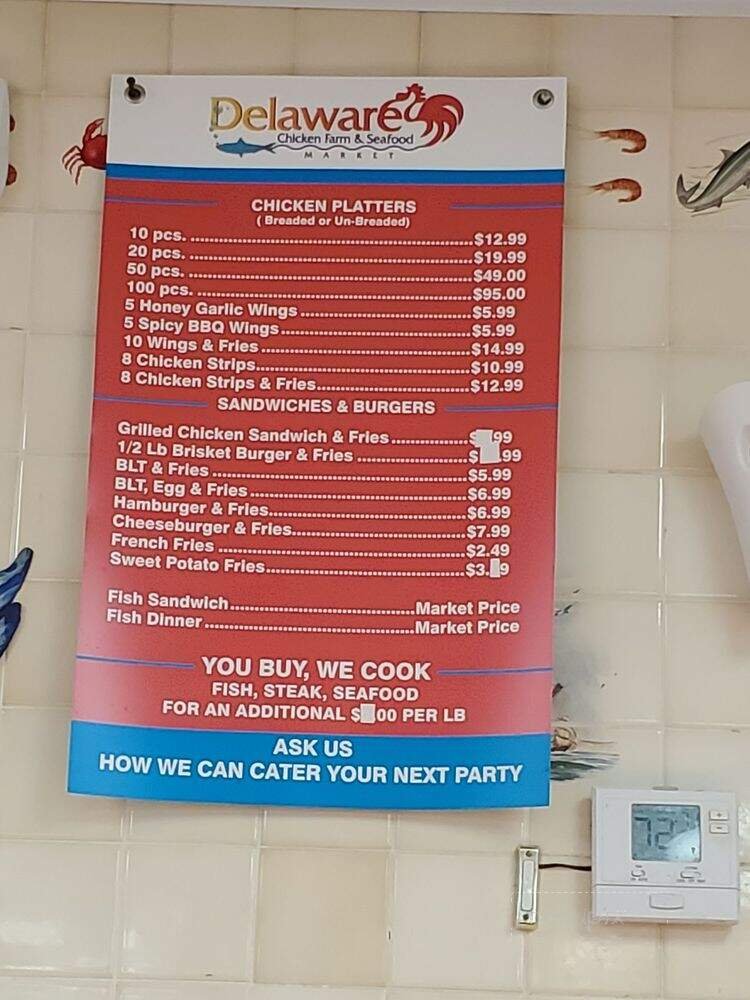 Delaware
Chicken Farm & Seafood
MARKET
CHICKEN PLATTERS
( Breaded or Un-Breaded)
10 pcs. ........ $12.99
20 pcs. ........ $19.99
50 pcs. ........ $49.00
100 pcs. ........ $95.00
5 Honey Garlic Wings ........ $5.99
5 Spicy BBQ Wings ........ $5.99
10 Wings & Fries ........ $14.99
8 Chicken Strips ........ $10.99
8 Chicken Strips & Fries ........ $12.99
SANDWICHES & BURGERS
Grilled Chicken Sandwich & Fries ........ $ 99
1/2 Lb Brisket Burger & Fries ........ $ .99
BLT & Fries ........ $5.99
BLT, Egg & Fries ........ $6.99
Hamburger & Fries ........ $6.99
Cheeseburger & Fries ........ $7.99
French Fries ........ $2.49
Sweet Potato Fries ........ $3. 9
Fish Sandwich ........ Market Price
Fish Dinner ........ Market Price
YOU BUY, WE COOK
FISH, STEAK, SEAFOOD
FOR AN ADDITIONAL $ 00 PER LB
ASK US
HOW WE CAN CATER YOUR NEXT PARTY
72